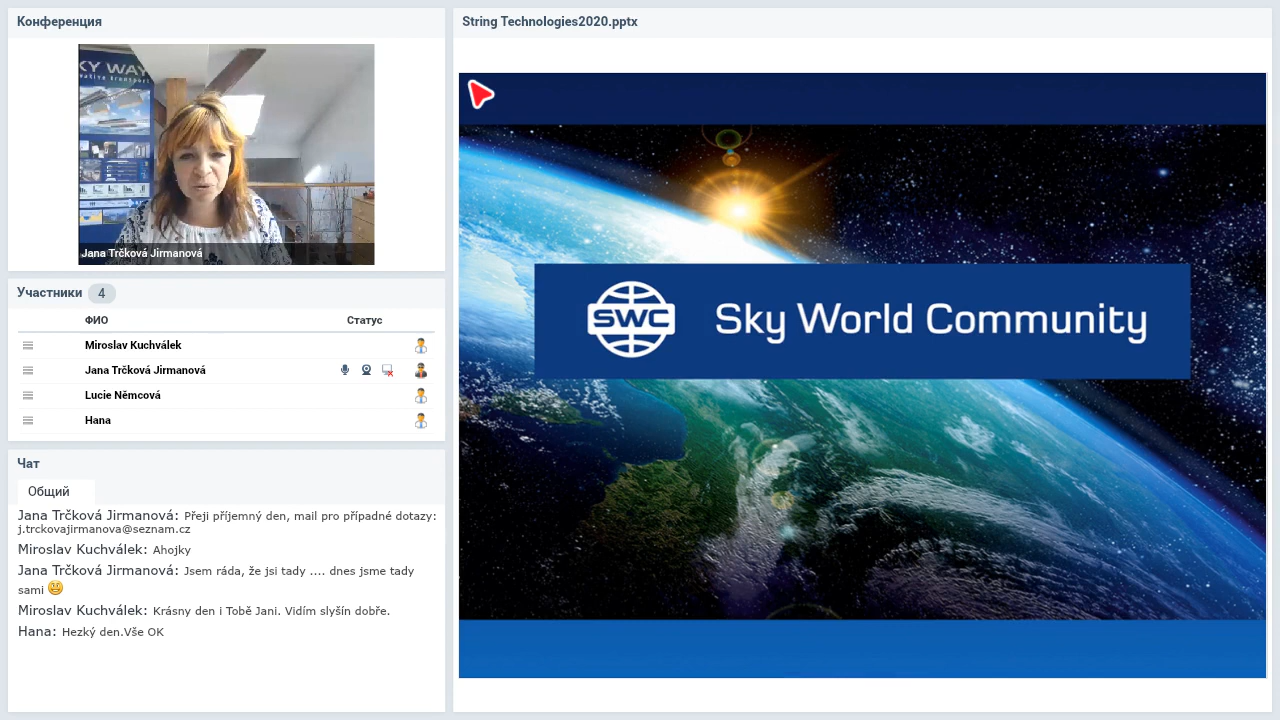 Конференция
KY WAY
Jana Trčková Jirmanová
Участники 4
ФИО Статус
Miroslav Kuchválek
Jana Trčková Jirmanová
Lucie Němcová
Hana
Чат
Общий
Jana Trčková Jirmanová: Přeji příjemný den, mail pro případné dotazy:
j.trckovajirmanova@seznam.cz
Miroslav Kuchválek: Ahojky
Jana Trčková Jirmanová: Jsem ráda, že jsi tady .... dnes jsme tady
sami
Miroslav Kuchválek: Krásny den i Tobě Jani. Vidím slyšín dobře.
Hana: Hezký den.Vše OK
String Technologies2020.pptx
SWC Sky World Community